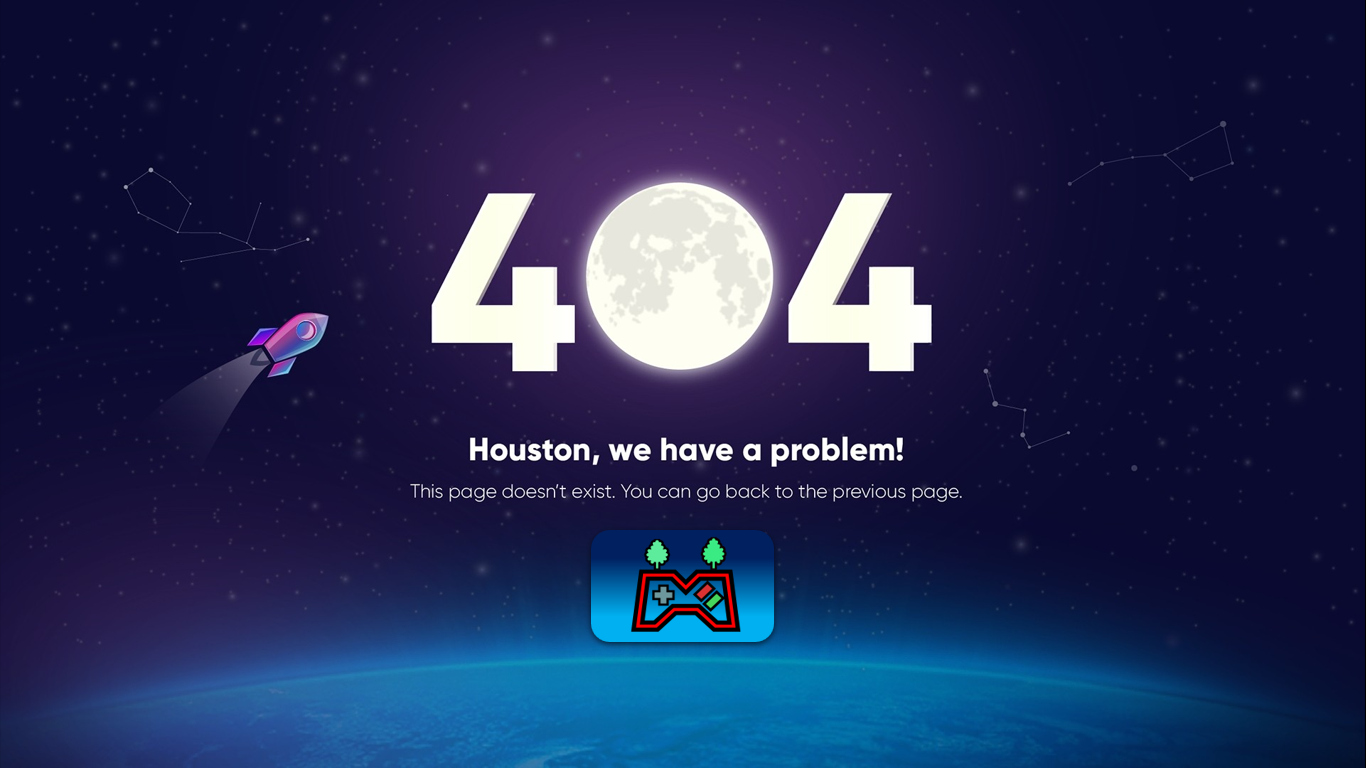 404
Houston, we have a problem!
This page doesn't exist. You can go back to the previous page.